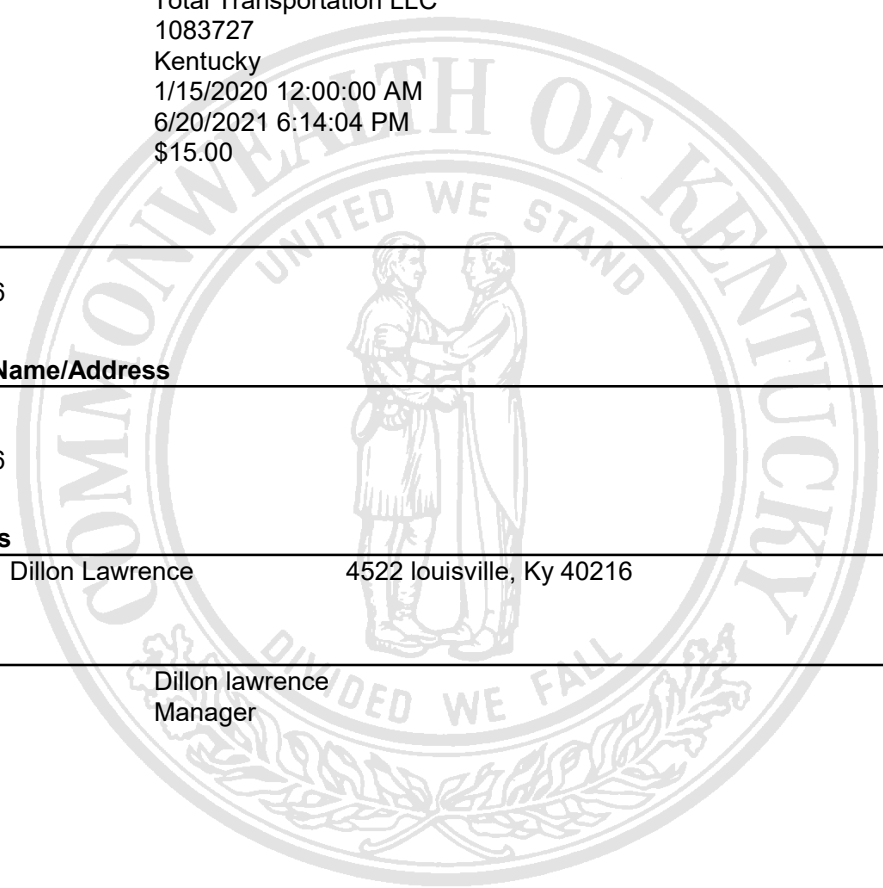 Total Transportation LLC
1083727
Kentucky
1/15/2020 12:00:00 AM
6/20/2021 6:14:04 PM
$15.00
6
Name/Address
6
s
Dillon Lawrence 4522 louisville, Ky 40216
Dillon lawrence
Manager
COMMONWEALTH OF KENTUCKY
UNITED WE STAND
DIVIDED WE FALL